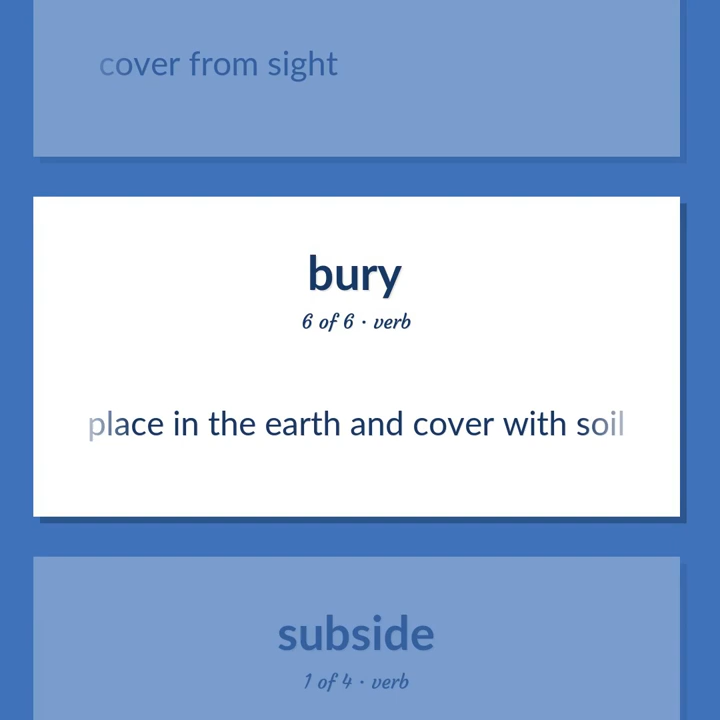 cover from sight
bury
6 of 6 · verb
place in the earth and cover with soil
subside
1 of 4 · verb